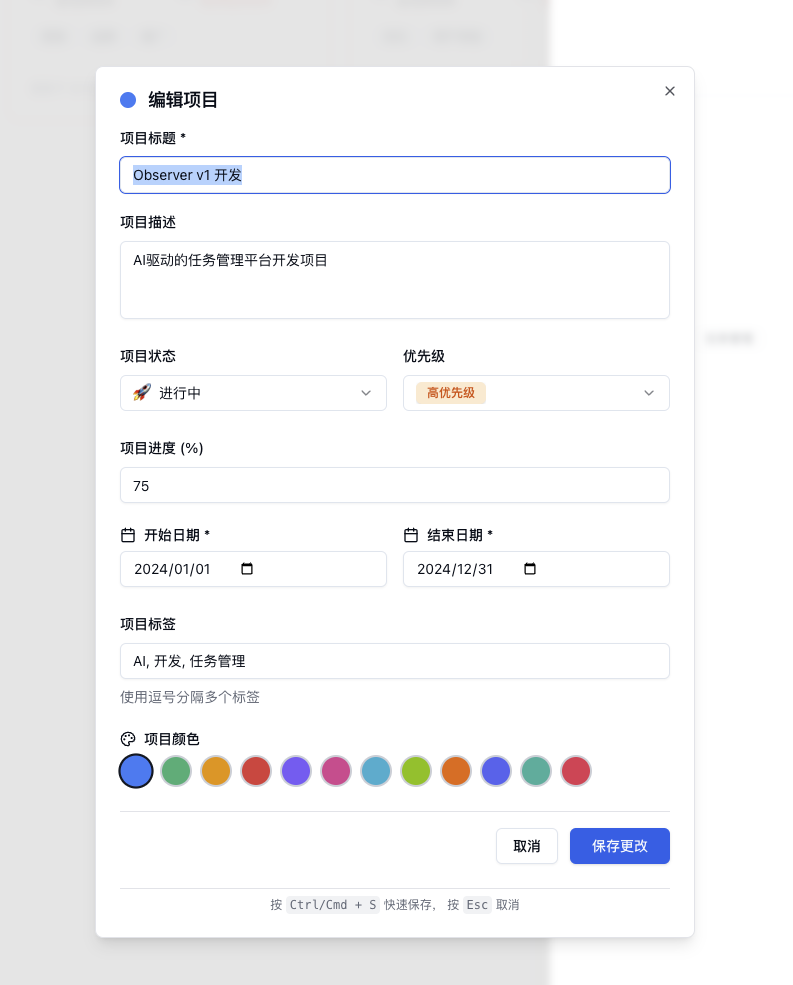 编辑项目
项目标题 *
Observer v1 开发
项目描述
AI驱动的任务管理平台开发项目
项目状态
优先级
🚀 进行中
高优先级
项目进度 (%)
75
开始日期 *
结束日期 *
2024/01/01
2024/12/31
项目标签
AI, 开发, 任务管理
使用逗号分隔多个标签
项目颜色
取消
保存更改
按 Ctrl/Cmd + S 快速保存， 按 Esc 取消